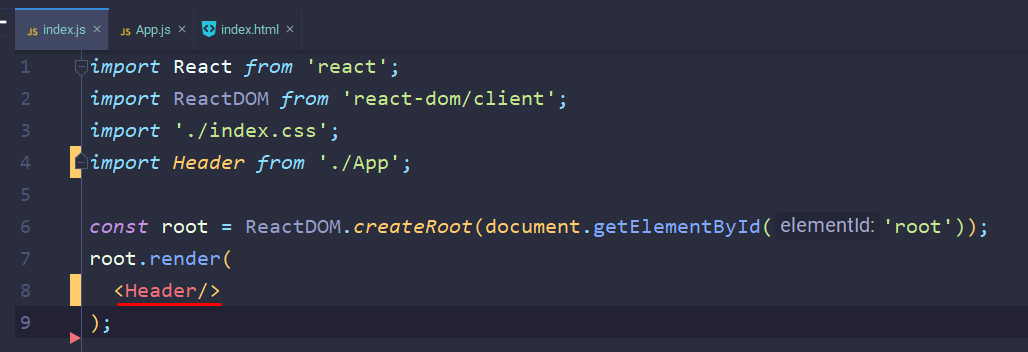 JS index.js × JS App.js × index.html ×
1 import React from 'react';
2 import ReactDOM from 'react-dom/client';
3 import './index.css';
4 import Header from './App';
5
6 const root = ReactDOM.createRoot(document.getElementById( elementId: 'root'));
7 root.render(
8 <Header/>
9 );